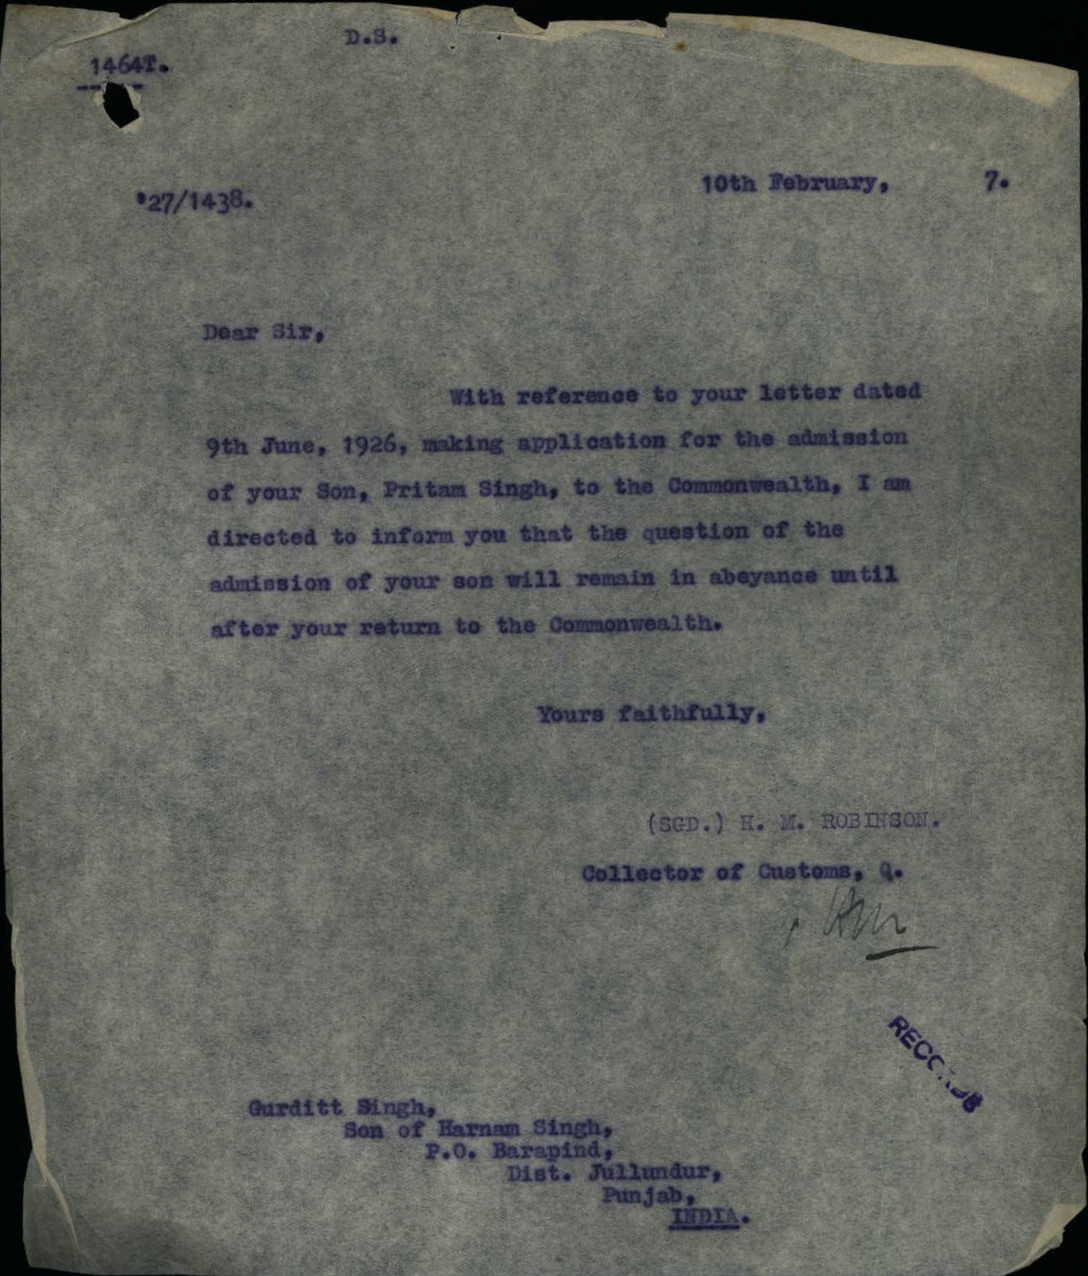 D.S.
1464T.
'27/1438.
10th February, 7.
Dear Sir,
With reference to your letter dated
9th June, 1926, making application for the admission
of your Son, Pritam Singh, to the Commonwealth, I am
directed to inform you that the question of the
admission of your son will remain in abeyance until
after your return to the Commonwealth.
Yours faithfully,
(SGD.) H. M. ROBINSON.
Collector of Customs, Q.
Gurditt Singh,
Son of Harnam Singh,
P.O. Barapind,
Dist. Jullundur,
Punjab,
INDIA.